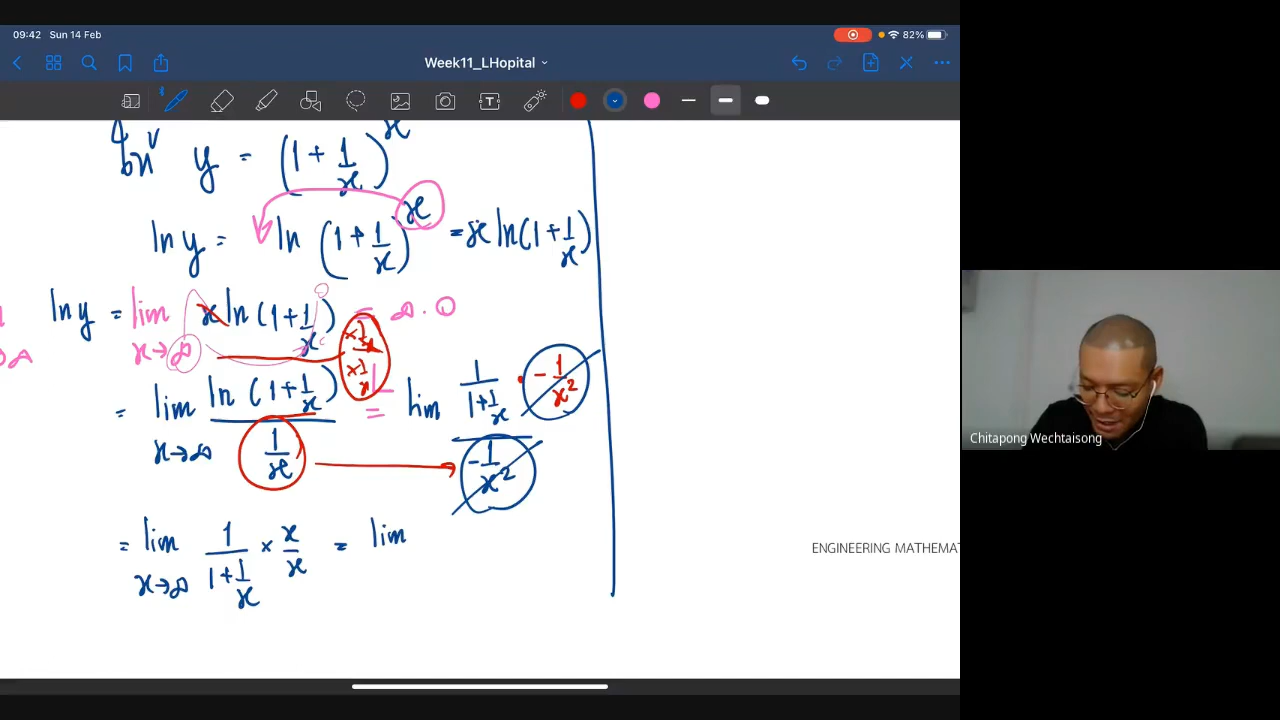 09:42 Sun 14 Feb 82%
Week11_LHopital
y = (1 + 1/x)^x
ln y = ln (1 + 1/x)^x = x ln (1 + 1/x)
ln y = lim x→∞ x ln (1 + 1/x) = ∞ · 0
= lim x→∞ ln (1 + 1/x) / (1/x) L= lim (1/(1 + 1/x) · -1/x²) / (-1/x²)
= lim x→∞ 1/(1 + 1/x) × x/x = lim
Chitapong Wechtaisong
ENGINEERING MATHEMA